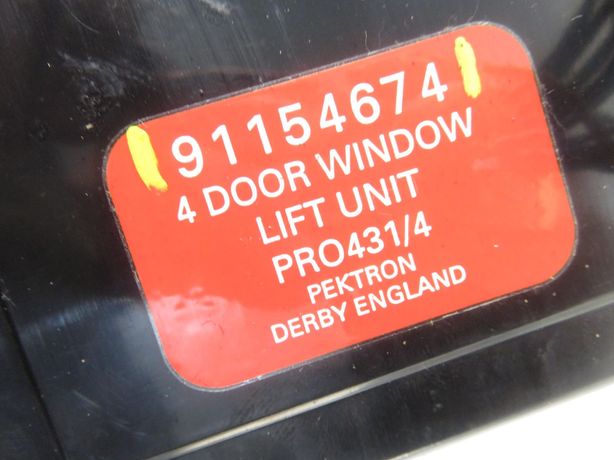 91154674
4 DOOR WINDOW
LIFT UNIT
PRO431/4
PEKTRON
DERBY ENGLAND